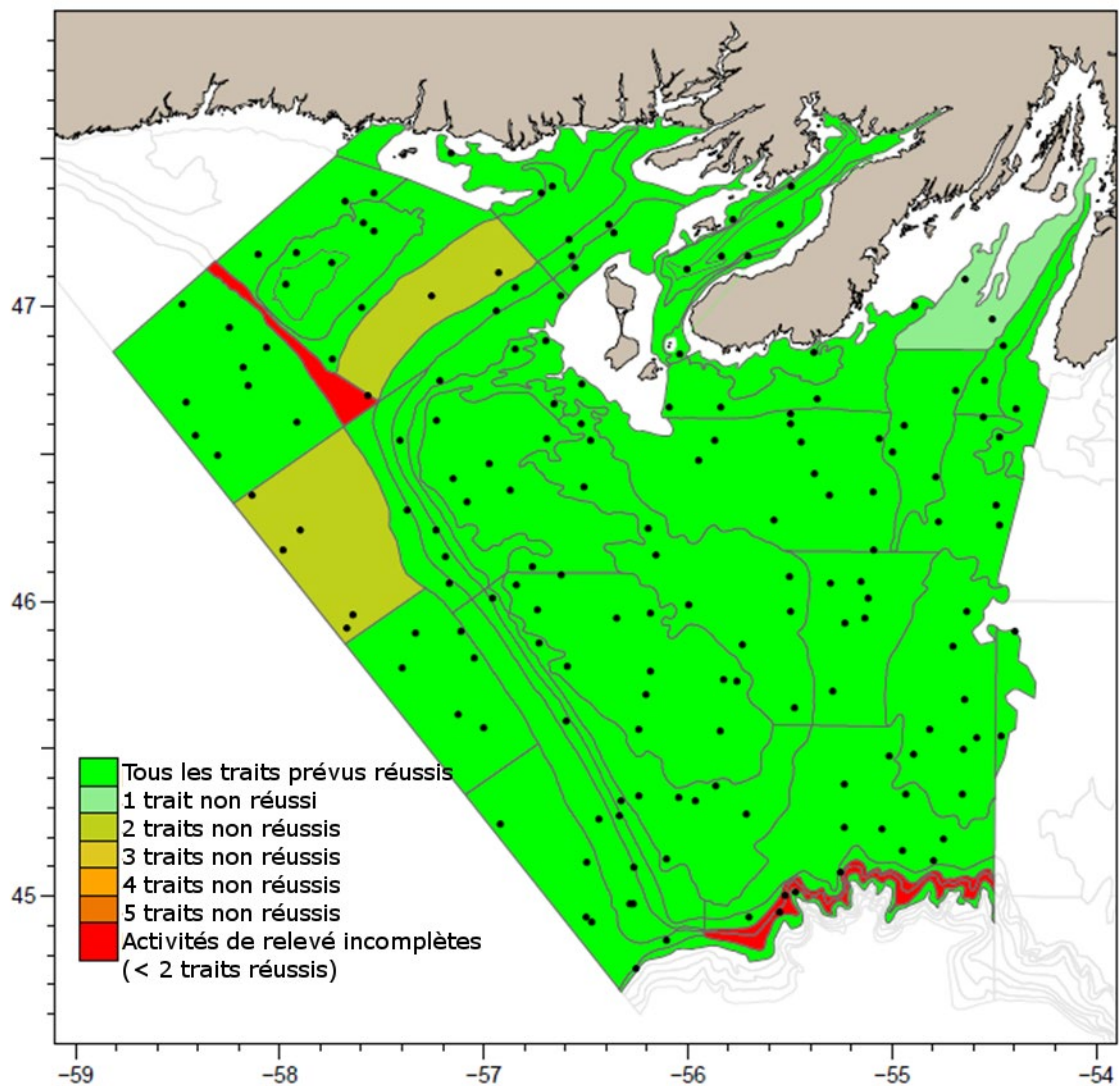 47
46
45
Tous les traits prévus réussis
1 trait non réussi
2 traits non réussis
3 traits non réussis
4 traits non réussis
5 traits non réussis
Activités de relevé incomplètes
(< 2 traits réussis)
−59 −58 −57 −56 −55 −54